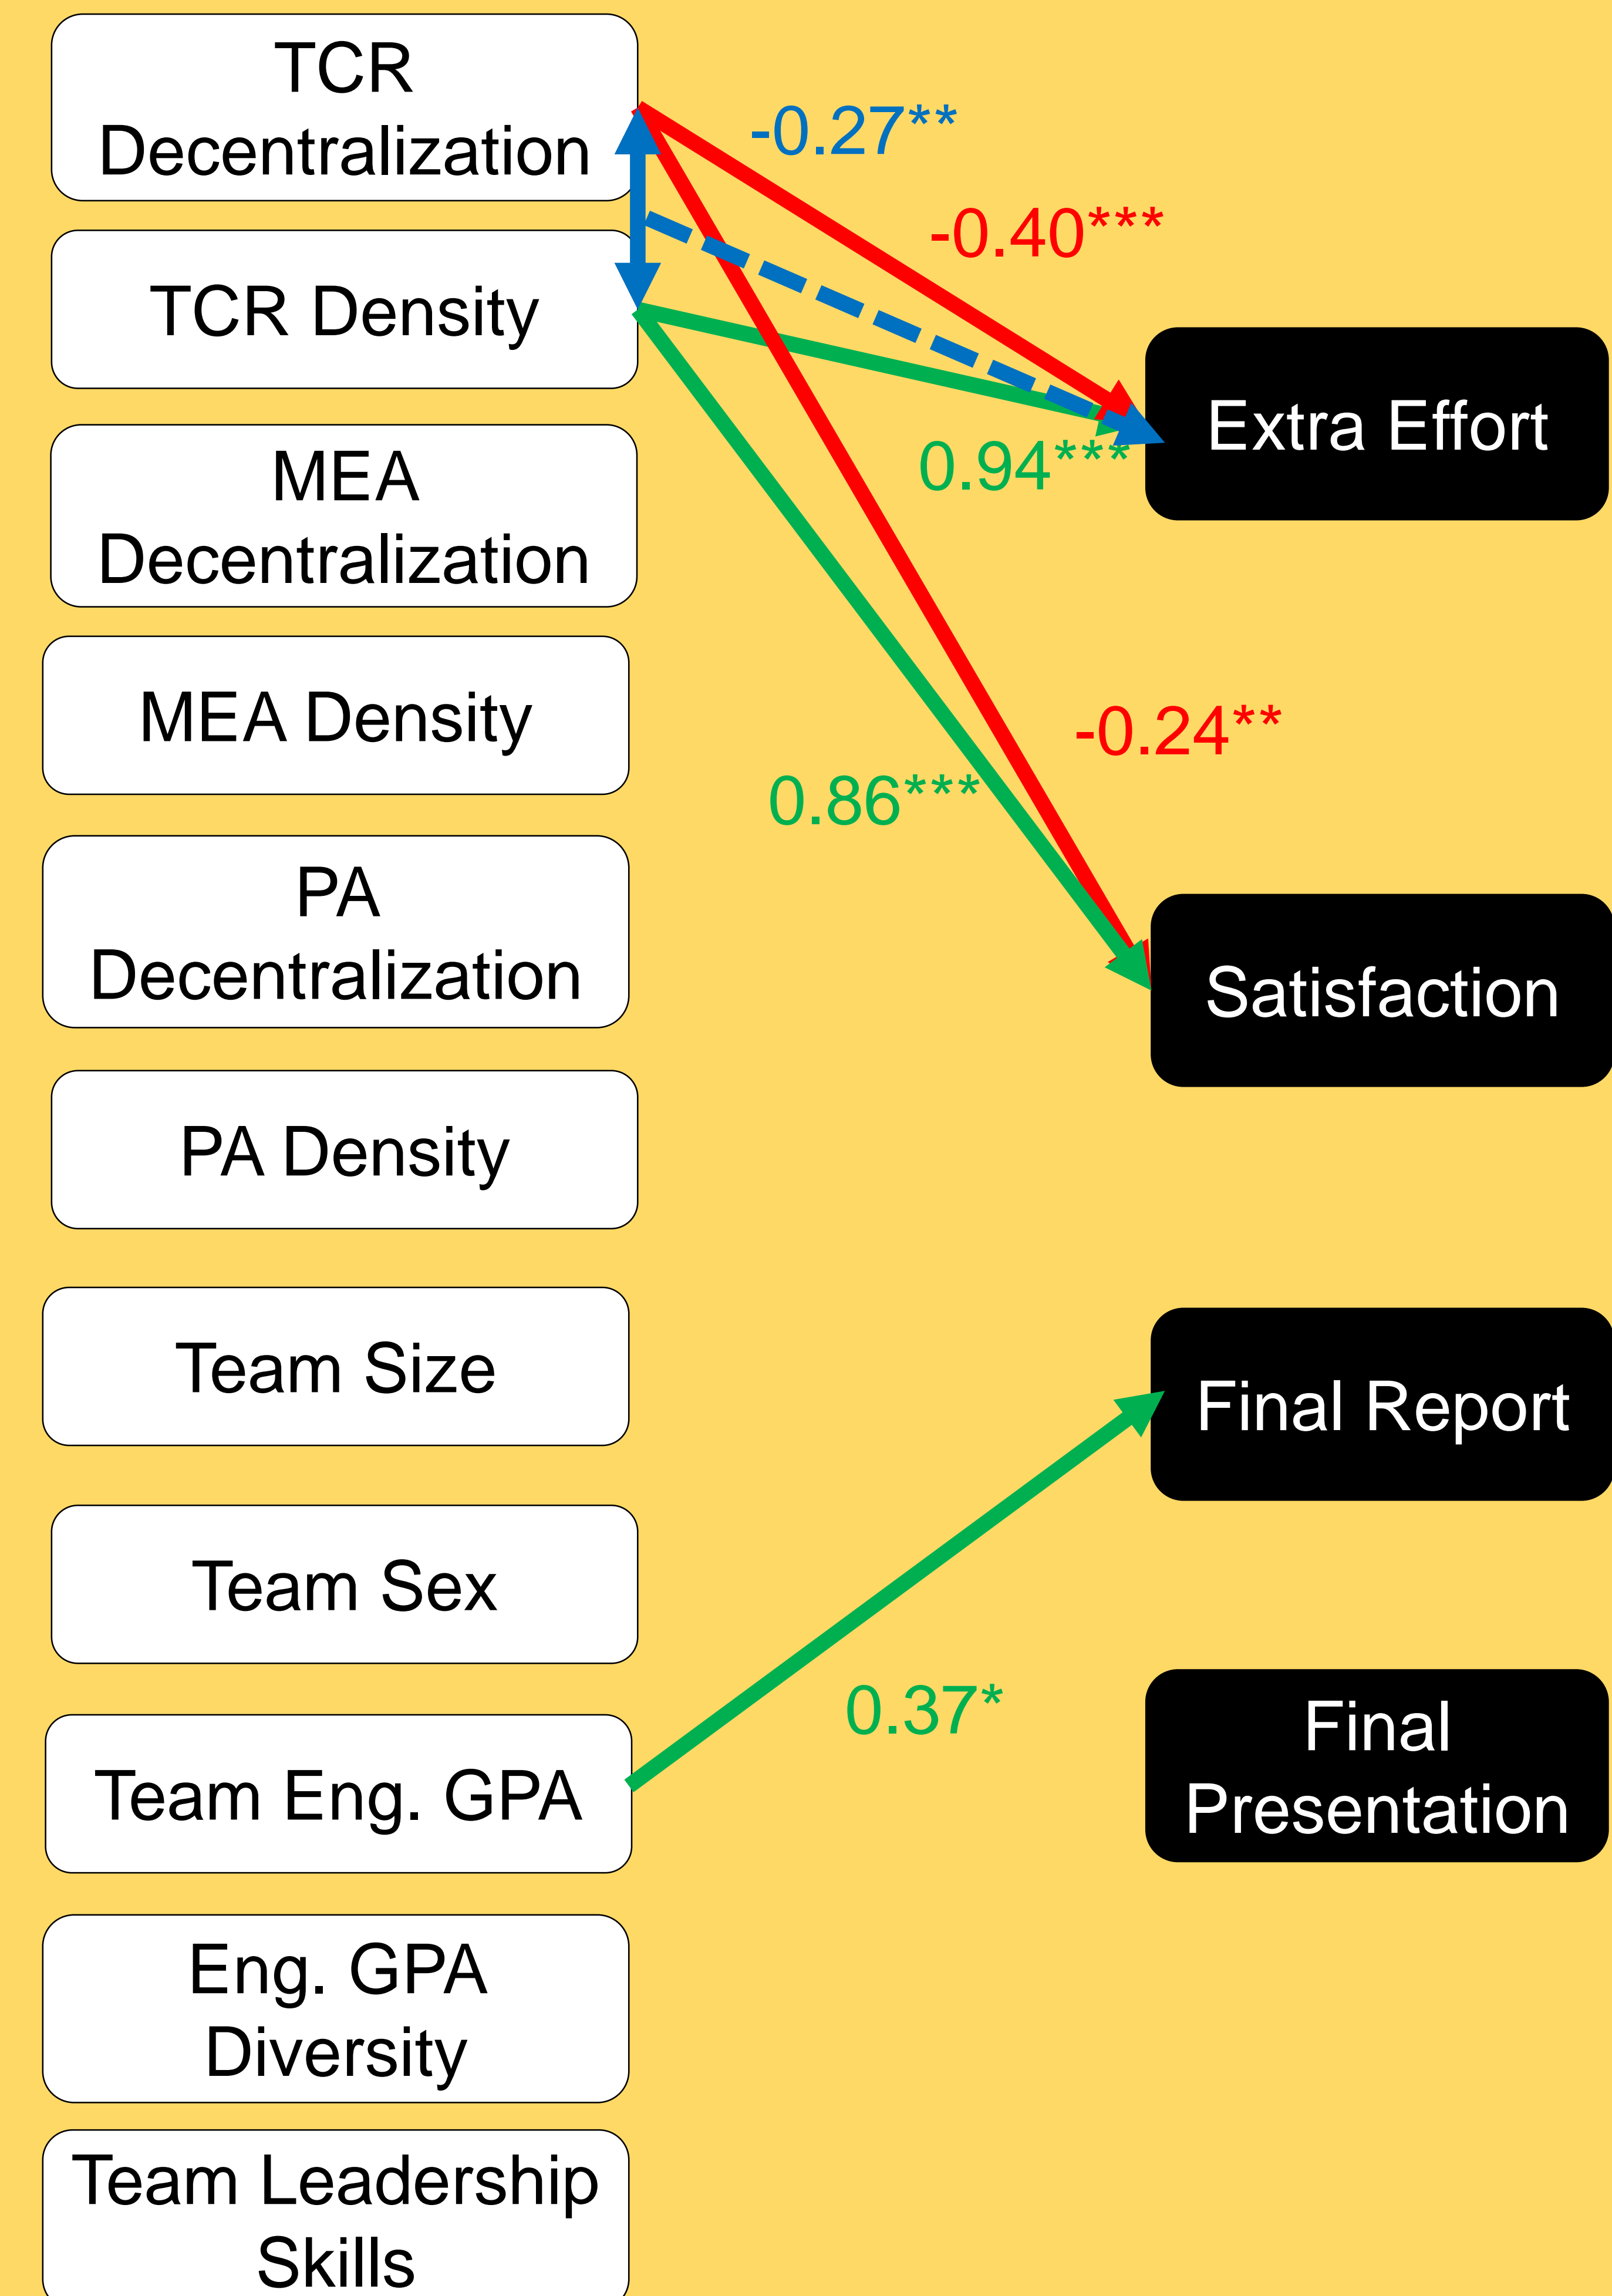 TCR
Decentralization
TCR Density
MEA
Decentralization
MEA Density
PA
Decentralization
PA Density
Team Size
Team Sex
Team Eng. GPA
Eng. GPA
Diversity
Team Leadership
Skills
-0.27**
-0.40***
0.94***
-0.24**
0.86***
0.37*
Extra Effort
Satisfaction
Final Report
Final
Presentation